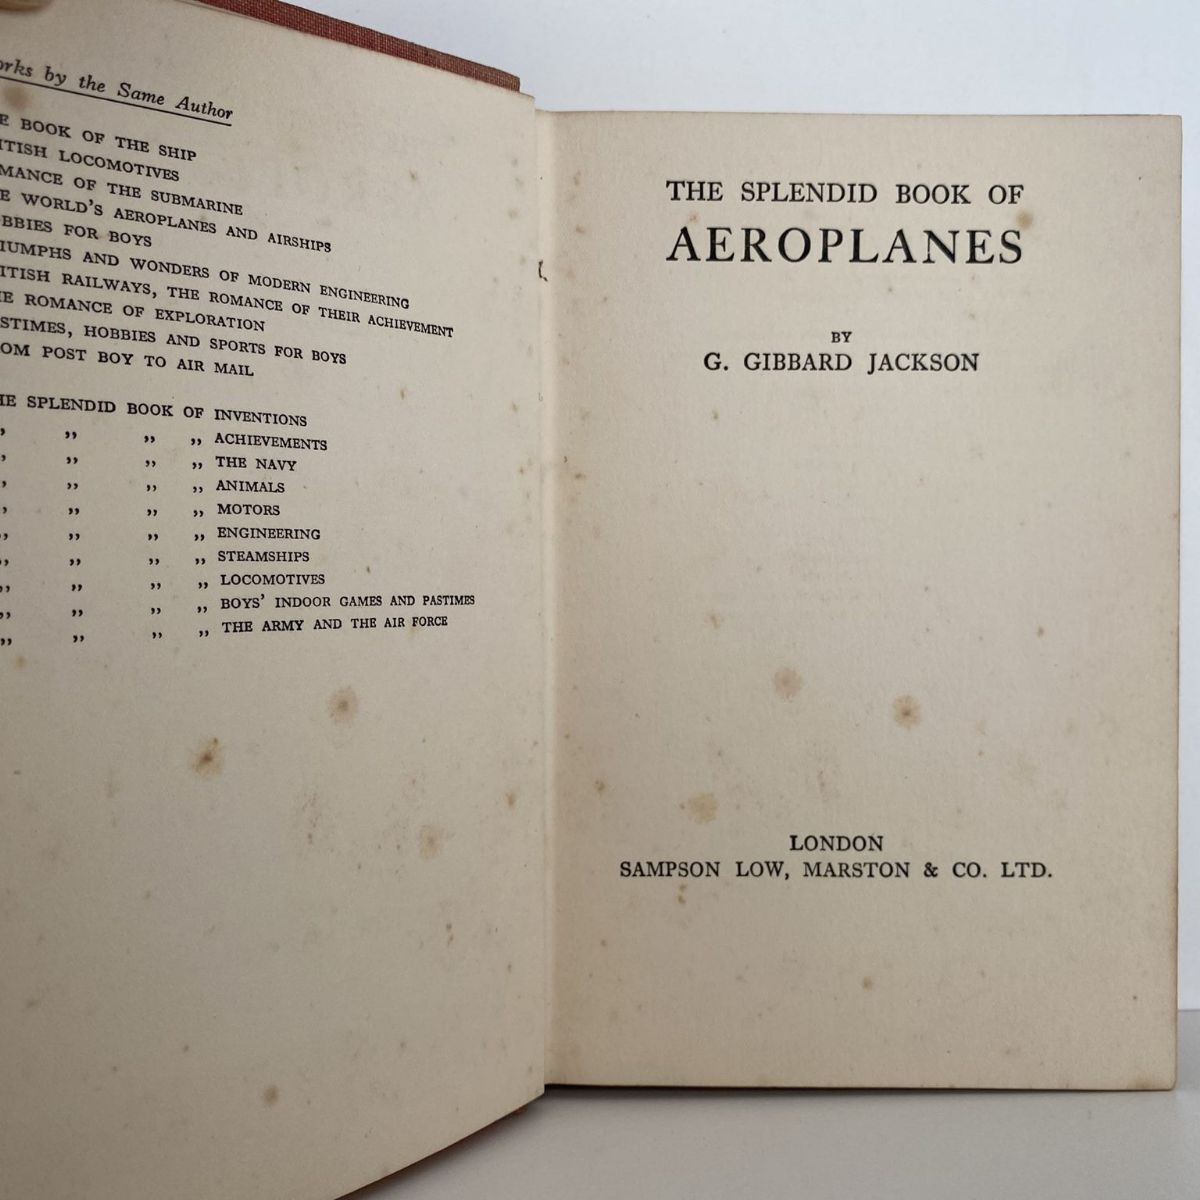 orks by the Same Author
E BOOK OF THE SHIP
ITISH LOCOMOTIVES
MANCE OF THE SUBMARINE
E WORLD'S AEROPLANES AND AIRSHIPS
BBIES FOR BOYS
IUMPHS AND WONDERS OF MODERN ENGINEERING
ITISH RAILWAYS, THE ROMANCE OF THEIR ACHIEVEMENT
E ROMANCE OF EXPLORATION
STIMES, HOBBIES AND SPORTS FOR BOYS
OM POST BOY TO AIR MAIL
HE SPLENDID BOOK OF INVENTIONS
,, ,, ,, ,, ACHIEVEMENTS
,, ,, ,, ,, THE NAVY
,, ,, ,, ,, ANIMALS
,, ,, ,, ,, MOTORS
,, ,, ,, ,, ENGINEERING
,, ,, ,, ,, STEAMSHIPS
,, ,, ,, ,, LOCOMOTIVES
,, ,, ,, ,, BOYS' INDOOR GAMES AND PASTIMES
,, ,, ,, ,, THE ARMY AND THE AIR FORCE
THE SPLENDID BOOK OF
AEROPLANES
BY
G. GIBBARD JACKSON
LONDON
SAMPSON LOW, MARSTON & CO. LTD.